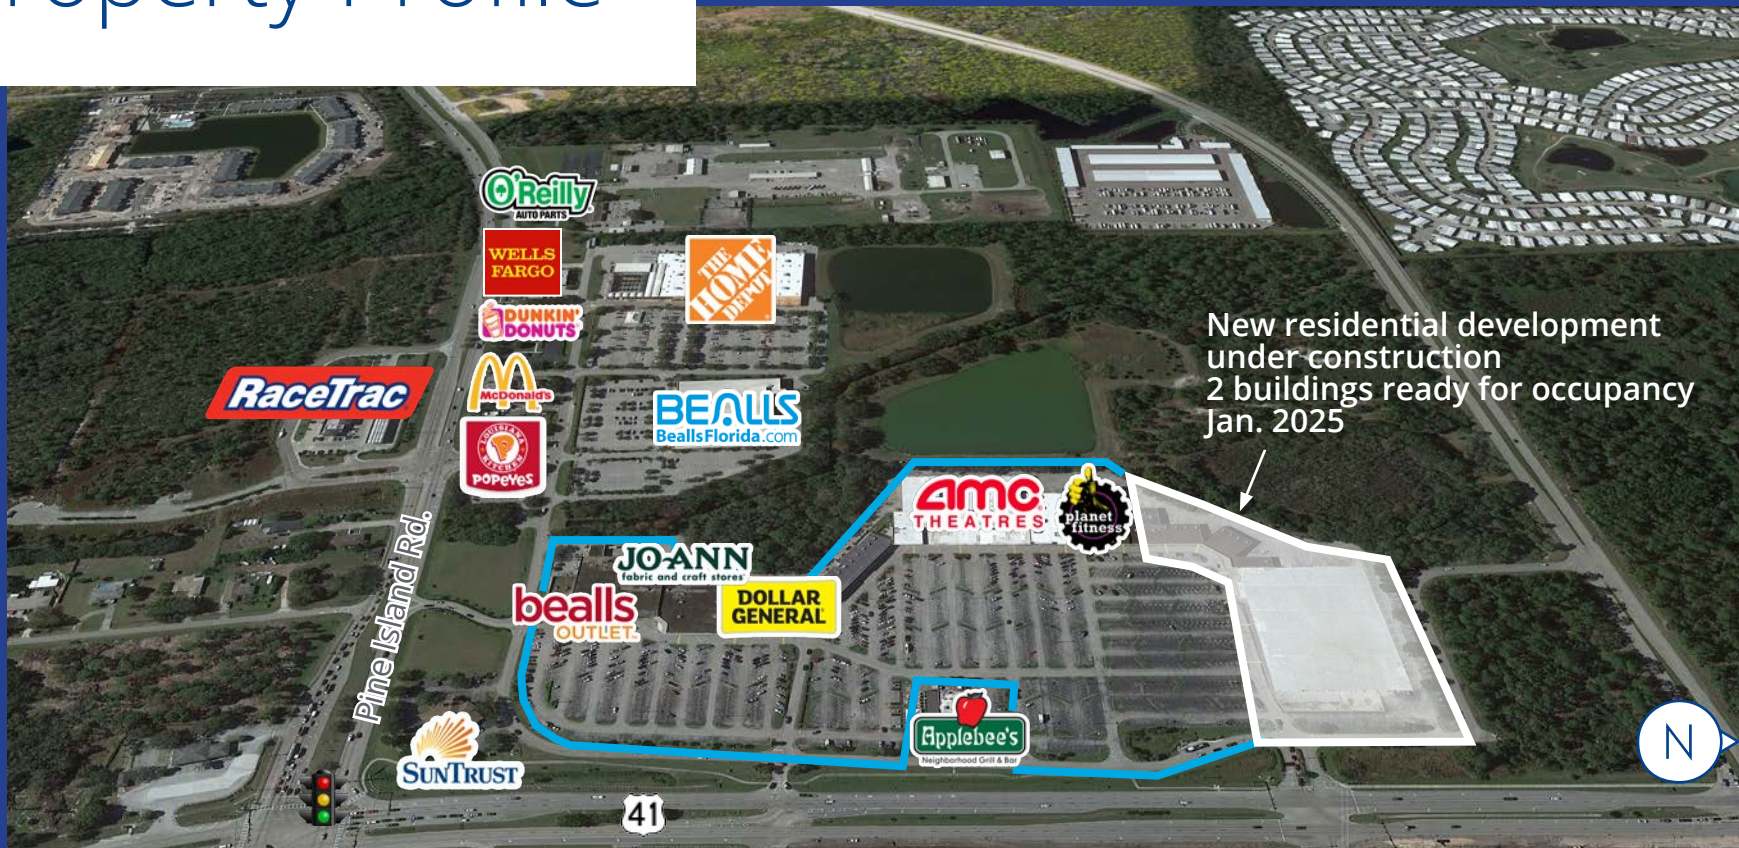 roperty Profile
O'Reilly
AUTO PARTS
WELLS
FARGO
THE
HOME
DEPOT
DUNKIN'
DONUTS
New residential development
under construction
2 buildings ready for occupancy
Jan. 2025
RaceTrac
McDonald's
BEALLS
BeallsFlorida.com
LOUISIANA
KITCHEN
POPEYES
amc
THEATRES
planet
fitness
Pine Island Rd.
JO-ANN
fabric and craft stores
bealls
OUTLET
DOLLAR
GENERAL
Applebee's
Neighborhood Grill & Bar
SUNTRUST
N
41